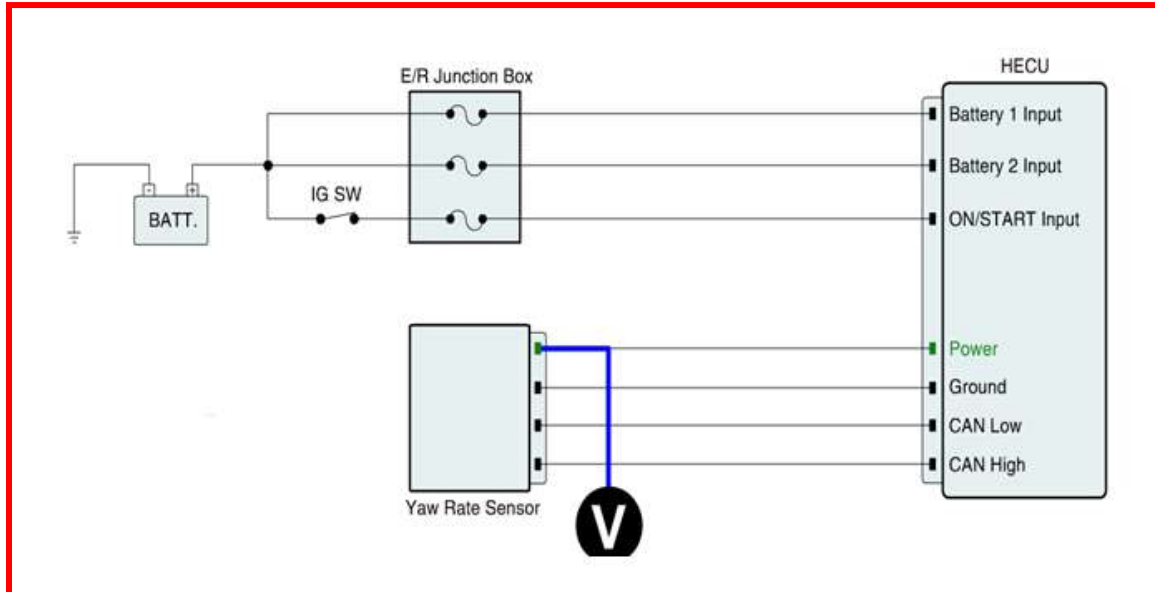 HECU
E/R Junction Box
Battery 1 Input
Battery 2 Input
IG SW
- +
BATT.
ON/START Input
Power
Ground
CAN Low
CAN High
Yaw Rate Sensor
V